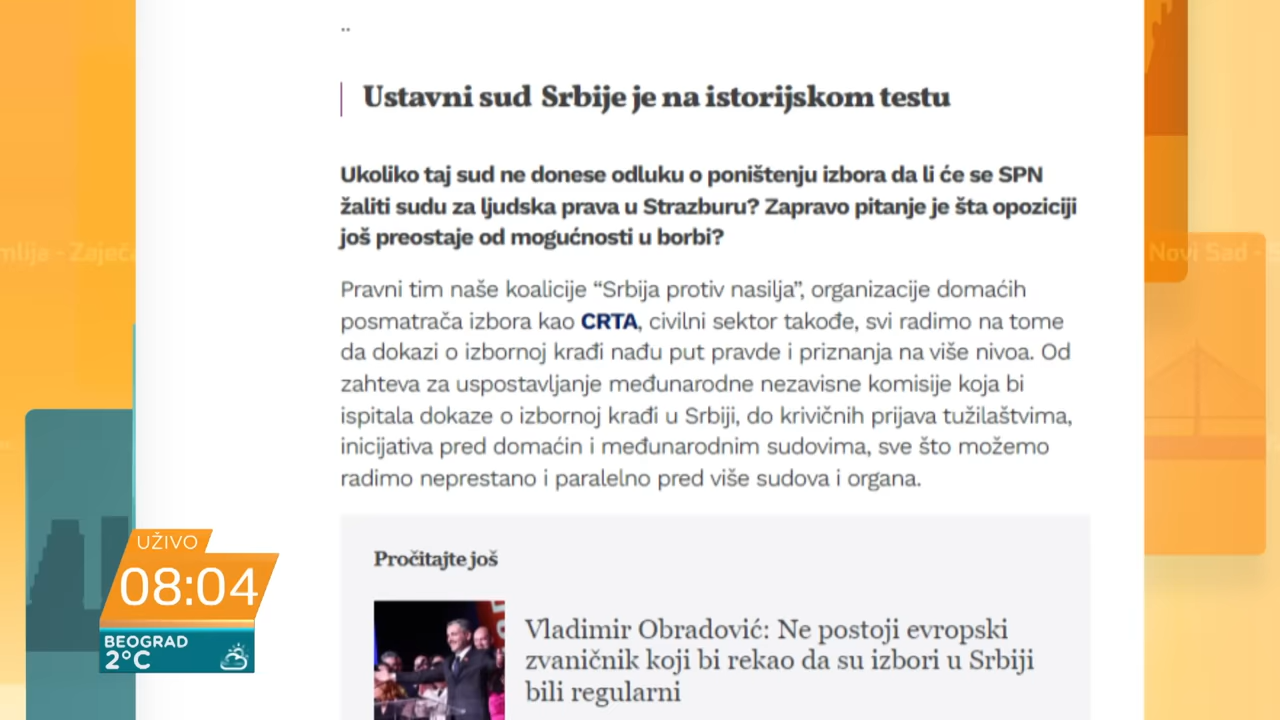 ..
Ustavni sud Srbije je na istorijskom testu
Ukoliko taj sud ne donese odluku o poništenju izbora da li će se SPN
žaliti sudu za ljudska prava u Strazburu? Zapravo pitanje je šta opoziciji
još preostaje od mogućnosti u borbi?
Pravni tim naše koalicije “Srbija protiv nasilja”, organizacije domaćih
posmatrača izbora kao CRTA, civilni sektor takođe, svi radimo na tome
da dokazi o izbornoj krađi nađu put pravde i priznanja na više nivoa. Od
zahteva za uspostavljanje međunarodne nezavisne komisije koja bi
ispitala dokaze o izbornoj krađi u Srbiji, do krivičnih prijava tužilaštvima,
inicijativa pred domaćin i međunarodnim sudovima, sve što možemo
radimo neprestano i paralelno pred više sudova i organa.
Pročitajte još
Vladimir Obradović: Ne postoji evropski
zvaničnik koji bi rekao da su izbori u Srbiji
bili regularni
Novi Sad -
UŽIVO
08:04
BEOGRAD
2°C